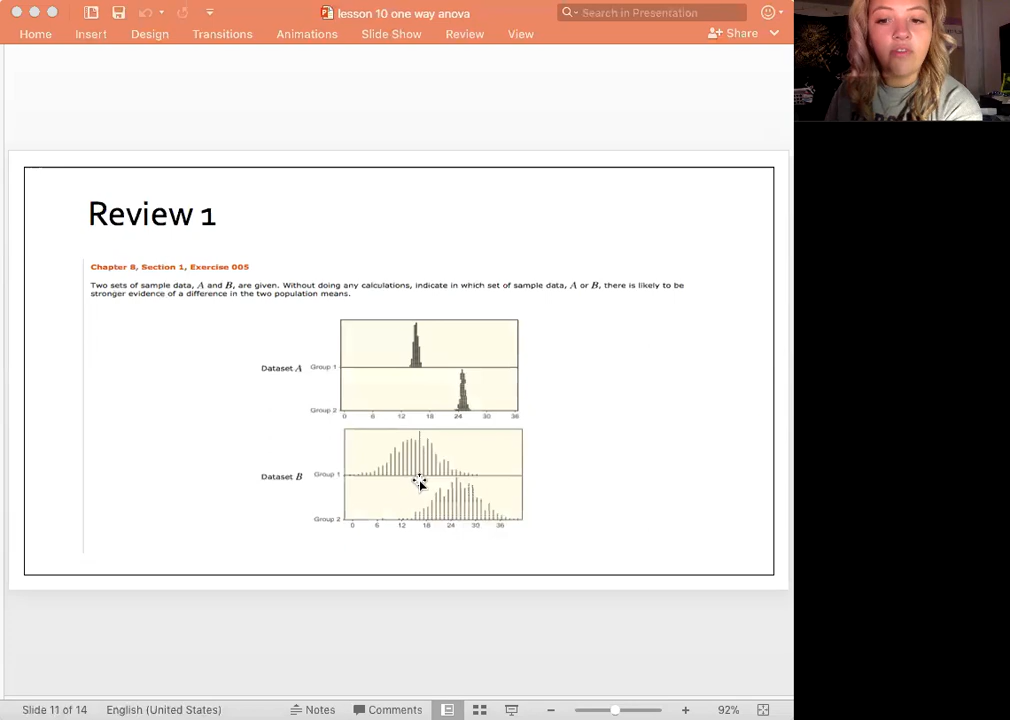 lesson 10 one way anova
Search in Presentation
Home Insert Design Transitions Animations Slide Show Review View Share
Review 1
Chapter 8, Section 1, Exercise 005
Two sets of sample data, A and B, are given. Without doing any calculations, indicate in which set of sample data, A or B, there is likely to be
stronger evidence of a difference in the two population means.
Dataset A
Group 1
Group 2
0 6 12 18 24 30 36
Dataset B
Group 1
Group 2
0 6 12 18 24 30 36
Slide 11 of 14 English (United States) Notes Comments 92%